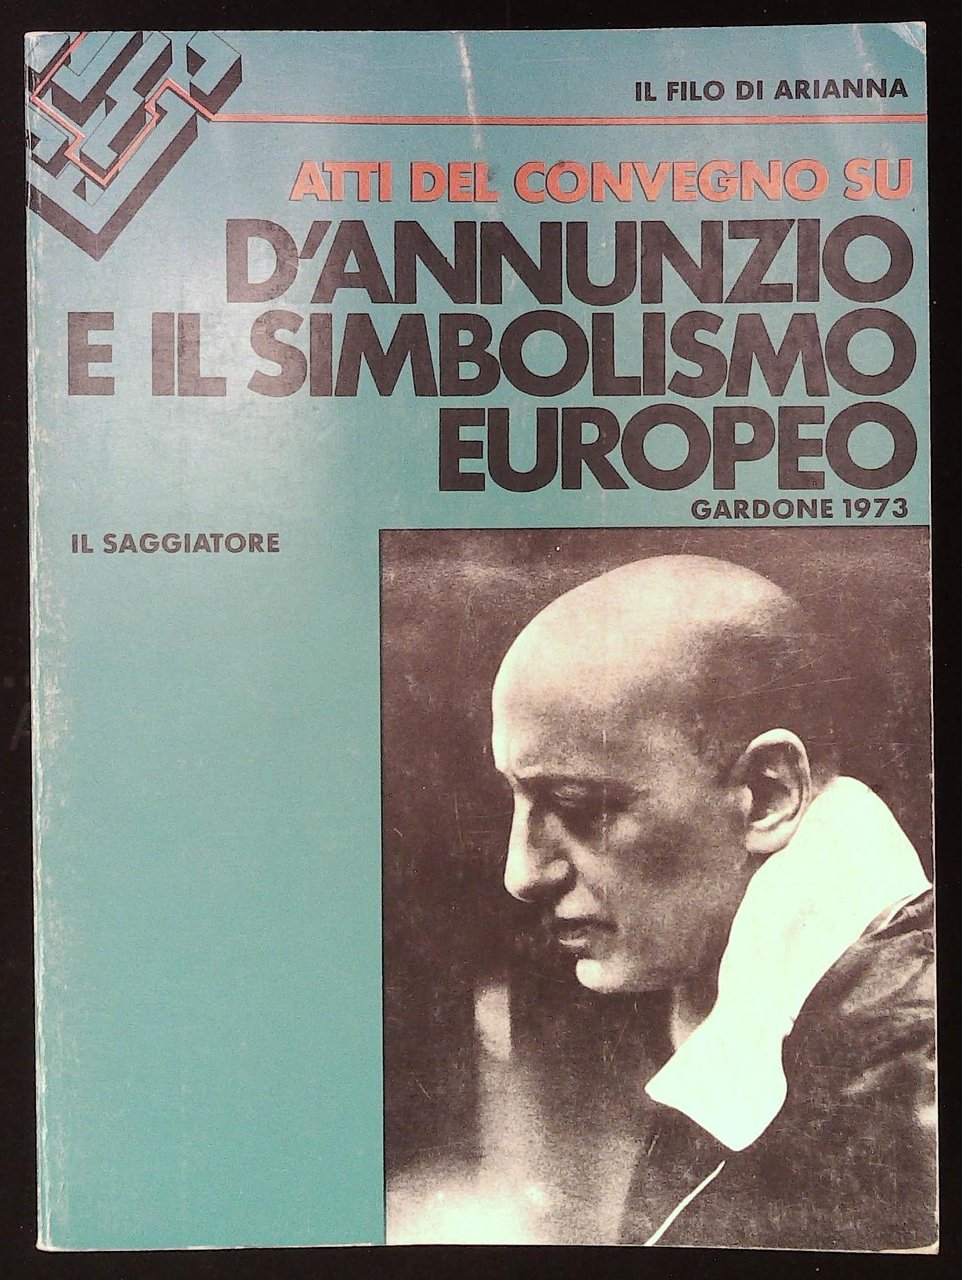 IL FILO DI ARIANNA
ATTI DEL CONVEGNO SU
D'ANNUNZIO
E IL SIMBOLISMO
EUROPEO
GARDONE 1973
IL SAGGIATORE